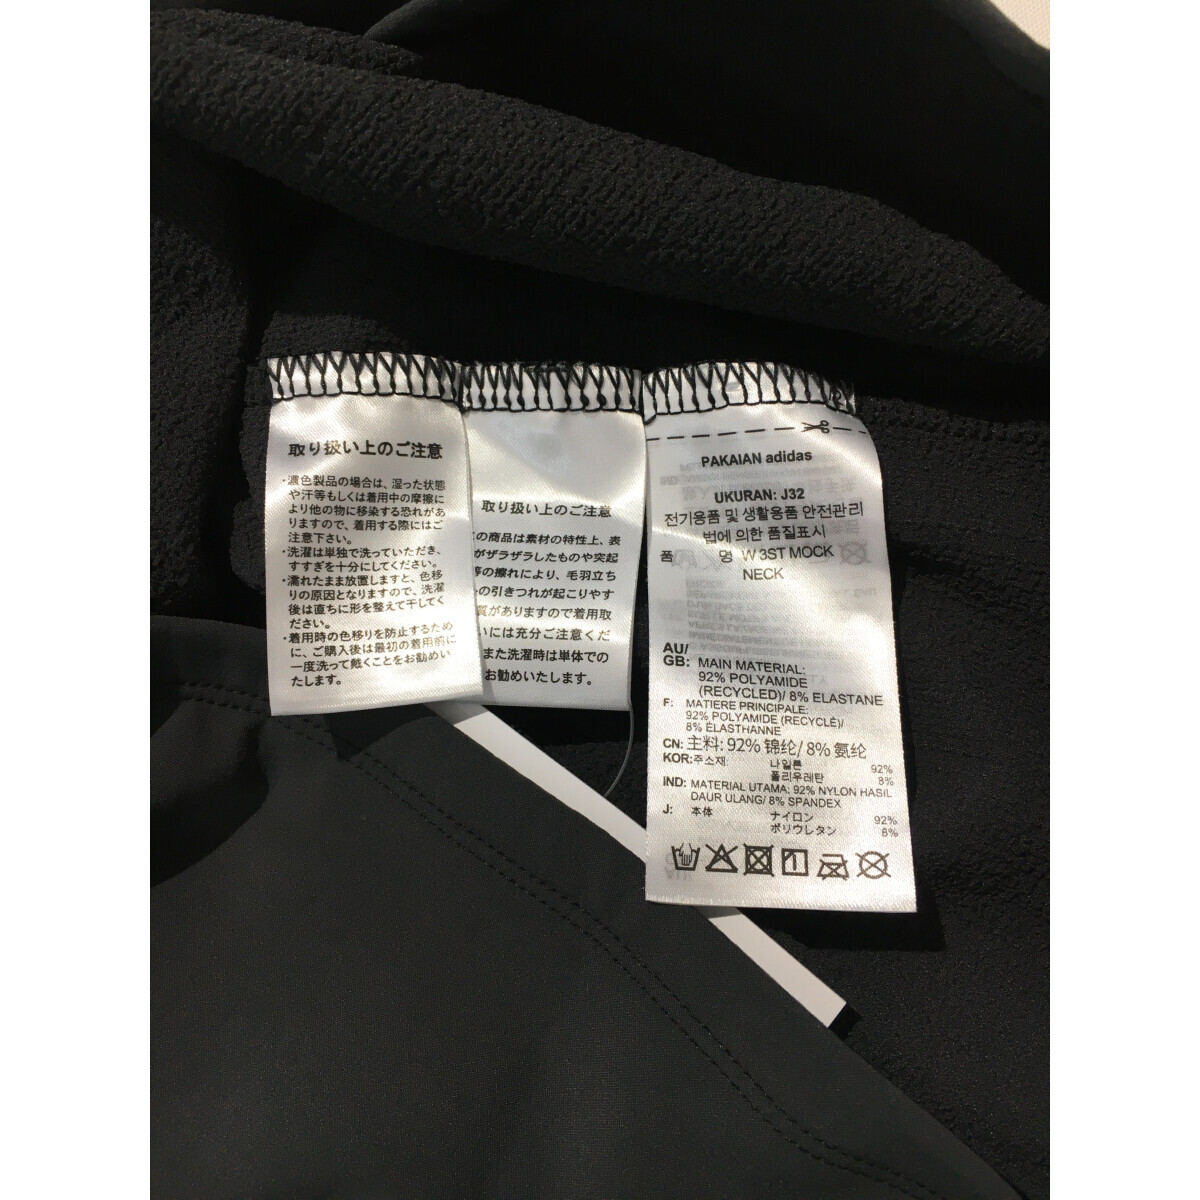 取り扱い上のご注意
・濃色製品の場合は、湿った状態
や汗等もしくは着用中の摩擦に
より他の物に移染する恐れがあ
りますので、着用する際にはご
注意下さい。
・洗濯は単独で洗っていただき、
すすぎを十分にしてください。
・濡れたまま放置しますと、色移
りの原因となりますので、洗濯
後は直ちに形を整えて干してく
ださい。
・着用時の色移りを防止するため
に、ご購入後は最初の着用前に
一度洗って戴くことをお勧めい
たします。
取り扱い上のご注意
の商品は素材の特性上、表
がザラザラしたものや突起
等の擦れにより、毛羽立ち
の引きつれが起こりやす
質がありますので着用取
いには充分ご注意くだ
また洗濯時は単体での
お勧めいたします。
PAKAIAN adidas
UKURAN: J32
전기용품 및 생활용품 안전관리
법에 의한 품질표시
품 명 W 3ST MOCK
NECK
AU/
GB: MAIN MATERIAL:
92% POLYAMIDE
(RECYCLED)/ 8% ELASTANE
F: MATIERE PRINCIPALE:
92% POLYAMIDE (RECYCLÉ)/
8% ÉLASTHANNE
CN: 主料: 92% 锦纶/ 8% 氨纶
KOR: 주소재: 나일론 92%
폴리우레탄 8%
IND: MATERIAL UTAMA: 92% NYLON HASIL
DAUR ULANG/ 8% SPANDEX
J: 本体 ナイロン 92%
ポリウレタン 8%